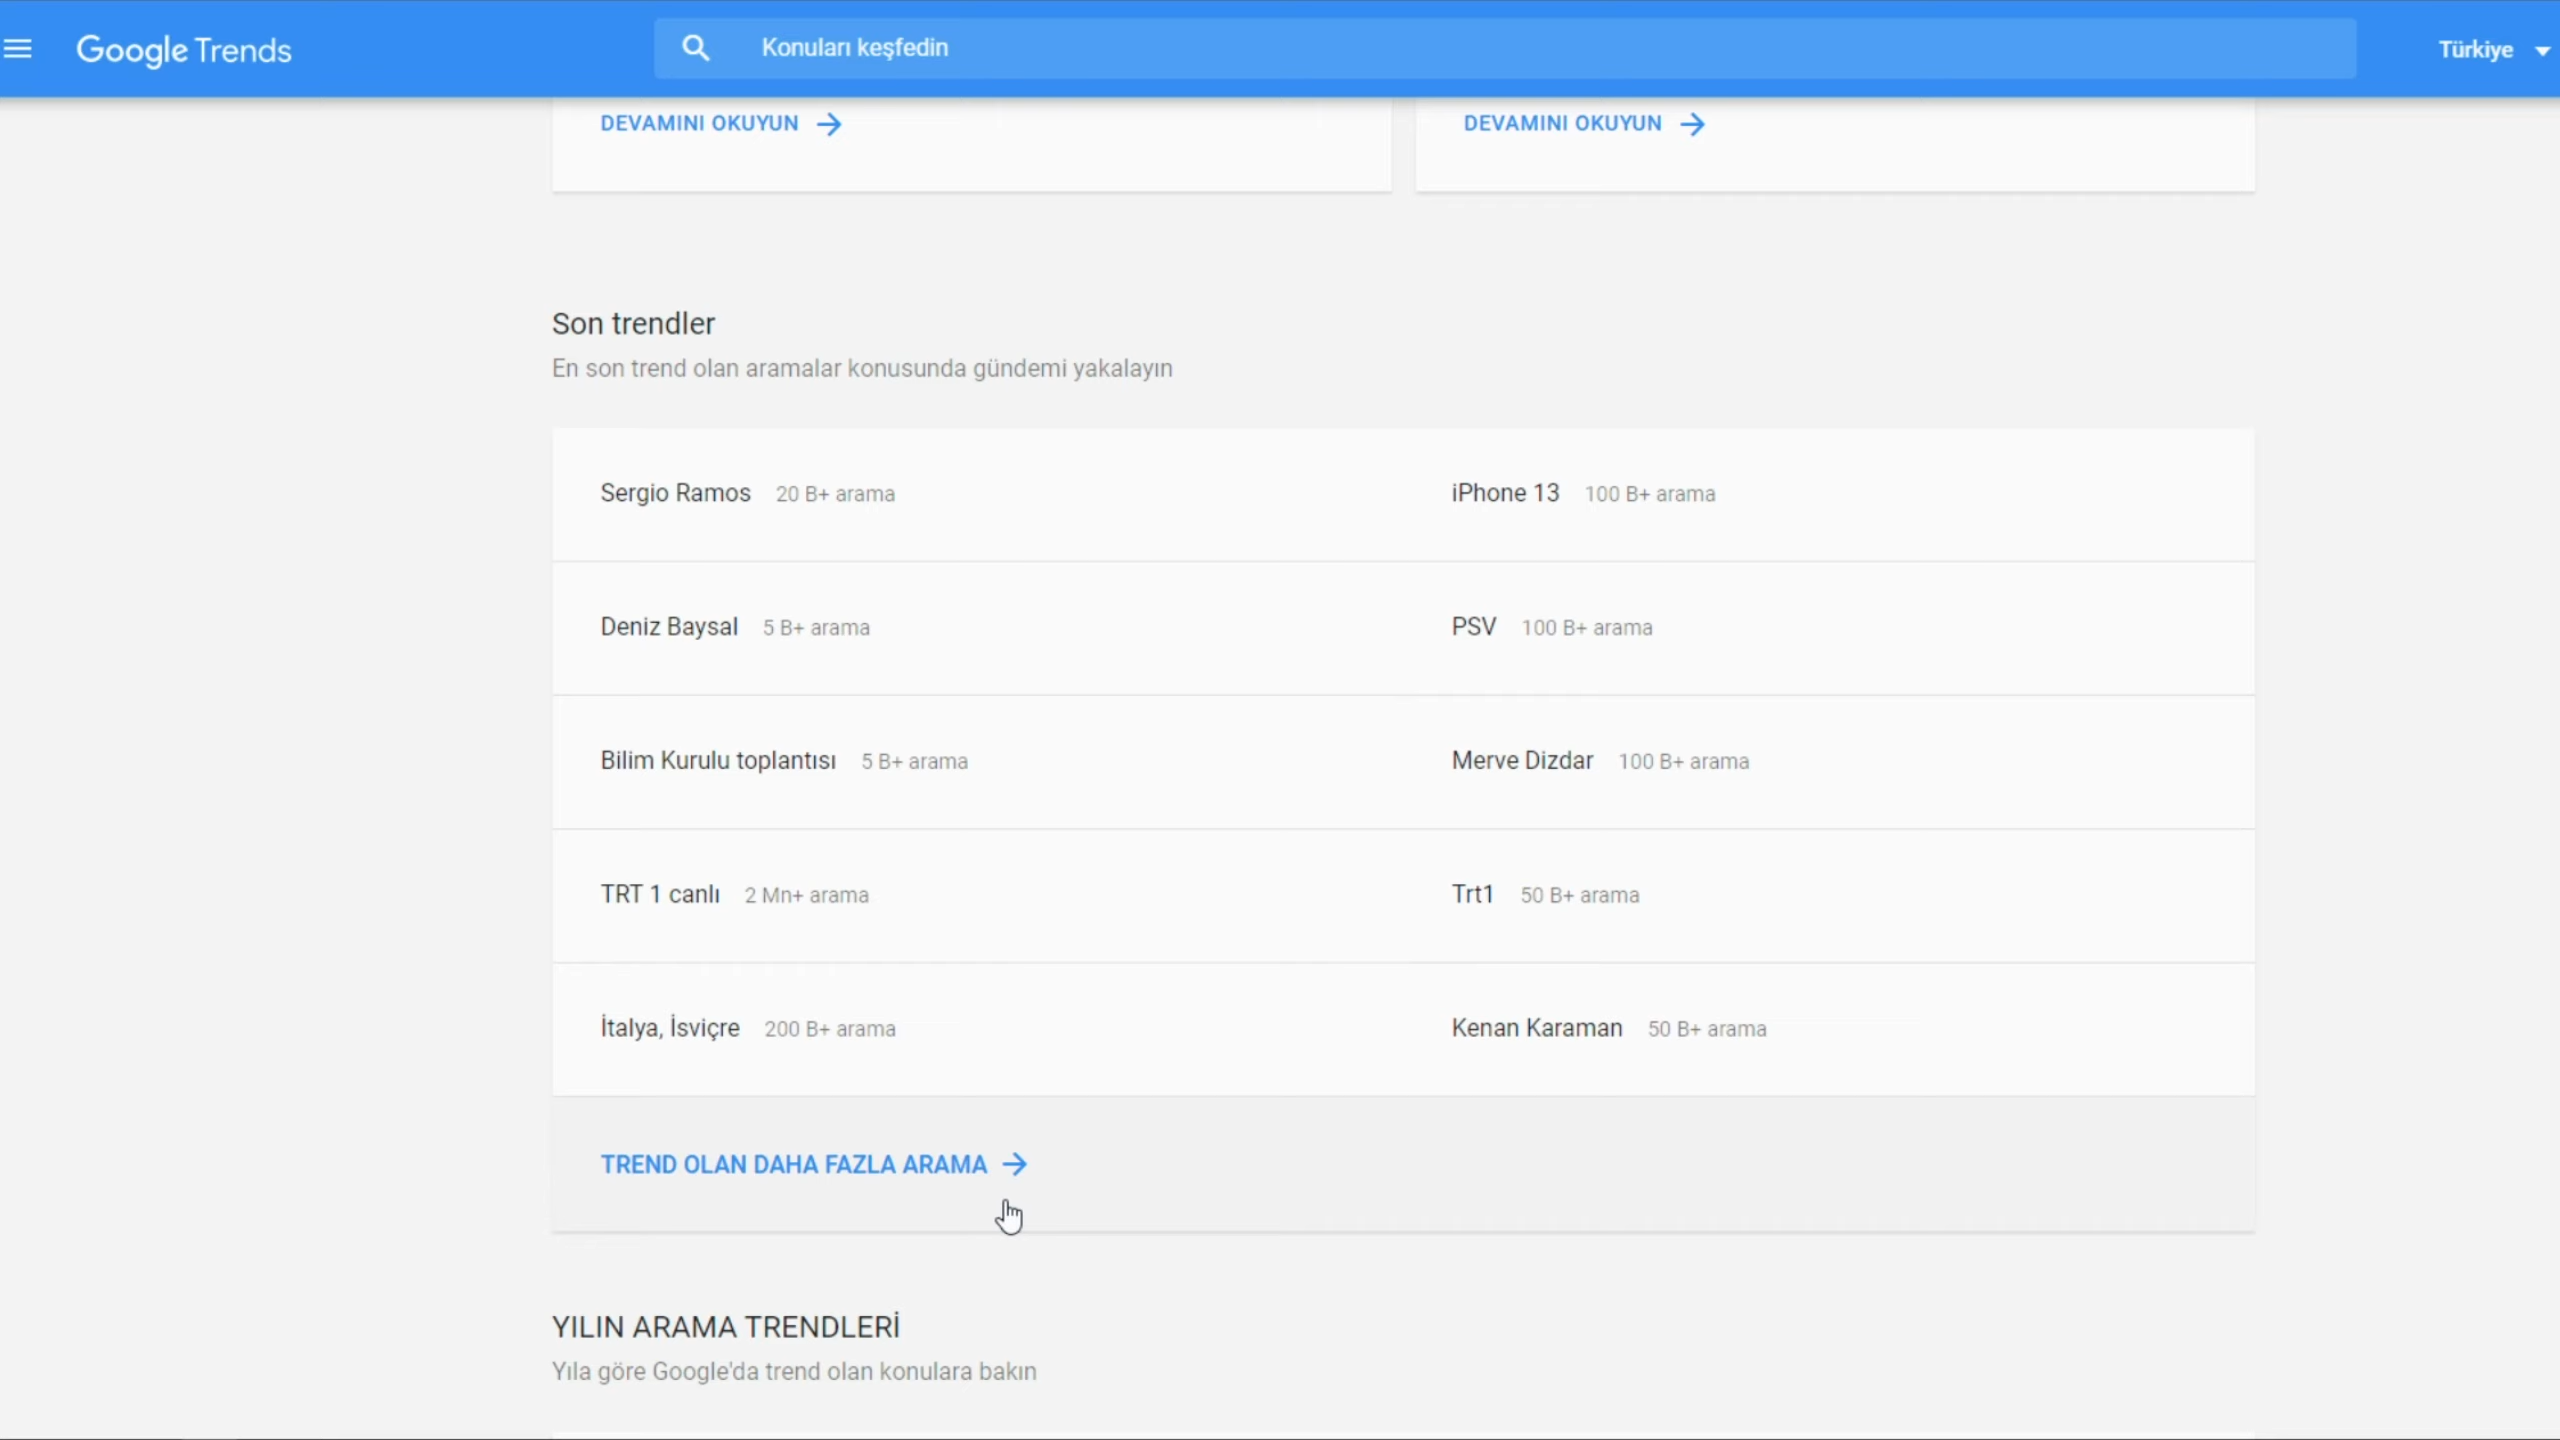 Google Trends
Konuları keşfedin
Türkiye
DEVAMINI OKUYUN
DEVAMINI OKUYUN
Son trendler
En son trend olan aramalar konusunda gündemi yakalayın
Sergio Ramos 20 B+ arama
iPhone 13 100 B+ arama
Deniz Baysal 5 B+ arama
PSV 100 B+ arama
Bilim Kurulu toplantısı 5 B+ arama
Merve Dizdar 100 B+ arama
TRT 1 canlı 2 Mn+ arama
Trt1 50 B+ arama
İtalya, İsviçre 200 B+ arama
Kenan Karaman 50 B+ arama
TREND OLAN DAHA FAZLA ARAMA
YILIN ARAMA TRENDLERİ
Yıla göre Google'da trend olan konulara bakın